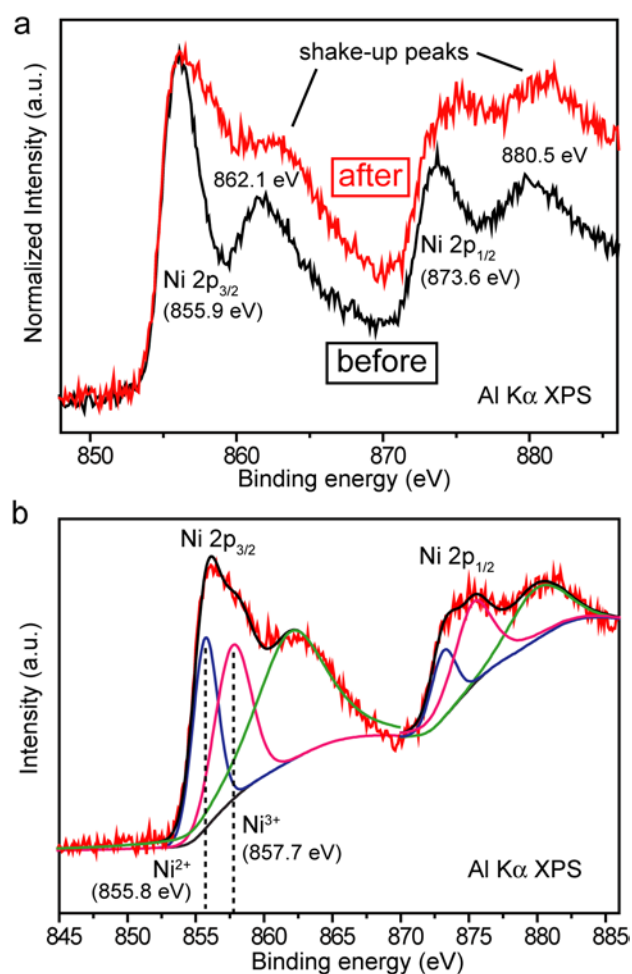 a
shake-up peaks
862.1 eV
after
880.5 eV
Ni 2p3/2
(855.9 eV)
Ni 2p1/2
(873.6 eV)
before
Al Kα XPS
Normalized Intensity (a.u.)
850 860 870 880
Binding energy (eV)
b
Ni 2p3/2
Ni 2p1/2
Ni3+
(857.7 eV)
Ni2+
(855.8 eV)
Al Kα XPS
Intensity (a.u.)
845 850 855 860 865 870 875 880 885
Binding energy (eV)